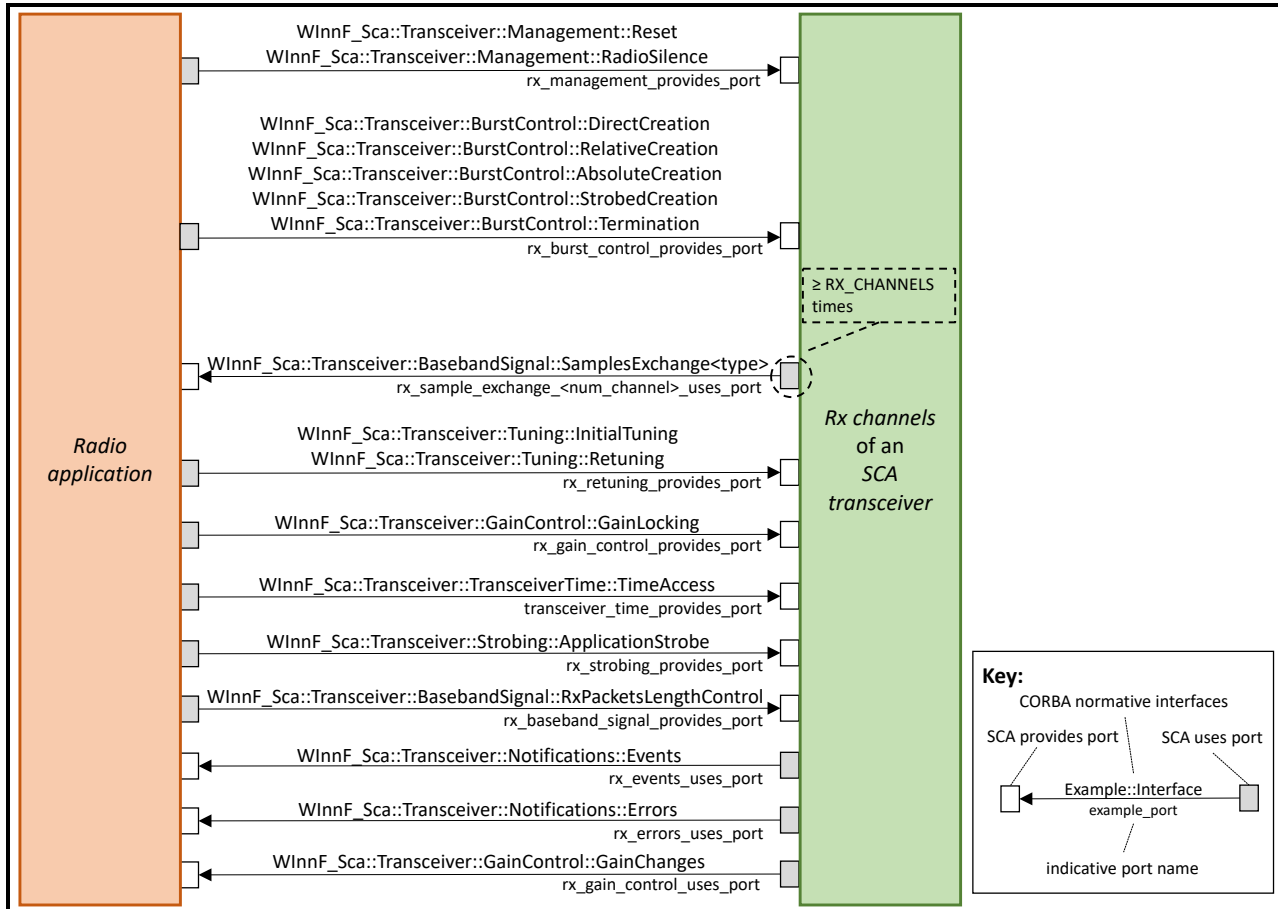 WInnF_Sca::Transceiver::Management::Reset
WInnF_Sca::Transceiver::Management::RadioSilence
rx_management_provides_port
WInnF_Sca::Transceiver::BurstControl::DirectCreation
WInnF_Sca::Transceiver::BurstControl::RelativeCreation
WInnF_Sca::Transceiver::BurstControl::AbsoluteCreation
WInnF_Sca::Transceiver::BurstControl::StrobedCreation
WInnF_Sca::Transceiver::BurstControl::Termination
rx_burst_control_provides_port
≥ RX_CHANNELS
times
WInnF_Sca::Transceiver::BasebandSignal::SamplesExchange<type>
rx_sample_exchange_<num_channel>_uses_port
Radio
application
Rx channels
of an
SCA
transceiver
WInnF_Sca::Transceiver::Tuning::InitialTuning
WInnF_Sca::Transceiver::Tuning::Retuning
rx_retuning_provides_port
WInnF_Sca::Transceiver::GainControl::GainLocking
rx_gain_control_provides_port
WInnF_Sca::Transceiver::TransceiverTime::TimeAccess
transceiver_time_provides_port
WInnF_Sca::Transceiver::Strobing::ApplicationStrobe
rx_strobing_provides_port
WInnF_Sca::Transceiver::BasebandSignal::RxPacketsLengthControl
rx_baseband_signal_provides_port
WInnF_Sca::Transceiver::Notifications::Events
rx_events_uses_port
WInnF_Sca::Transceiver::Notifications::Errors
rx_errors_uses_port
WInnF_Sca::Transceiver::GainControl::GainChanges
rx_gain_control_uses_port
Key:
CORBA normative interfaces
SCA provides port
SCA uses port
Example::Interface
example_port
indicative port name